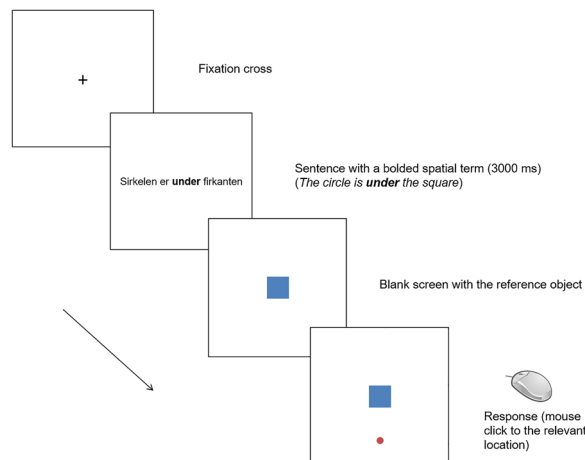 Fixation cross
Sirkelen er under firkanten
Sentence with a bolded spatial term (3000 ms)
(The circle is under the square)
Blank screen with the reference object
Response (mouse
click to the relevant
location)